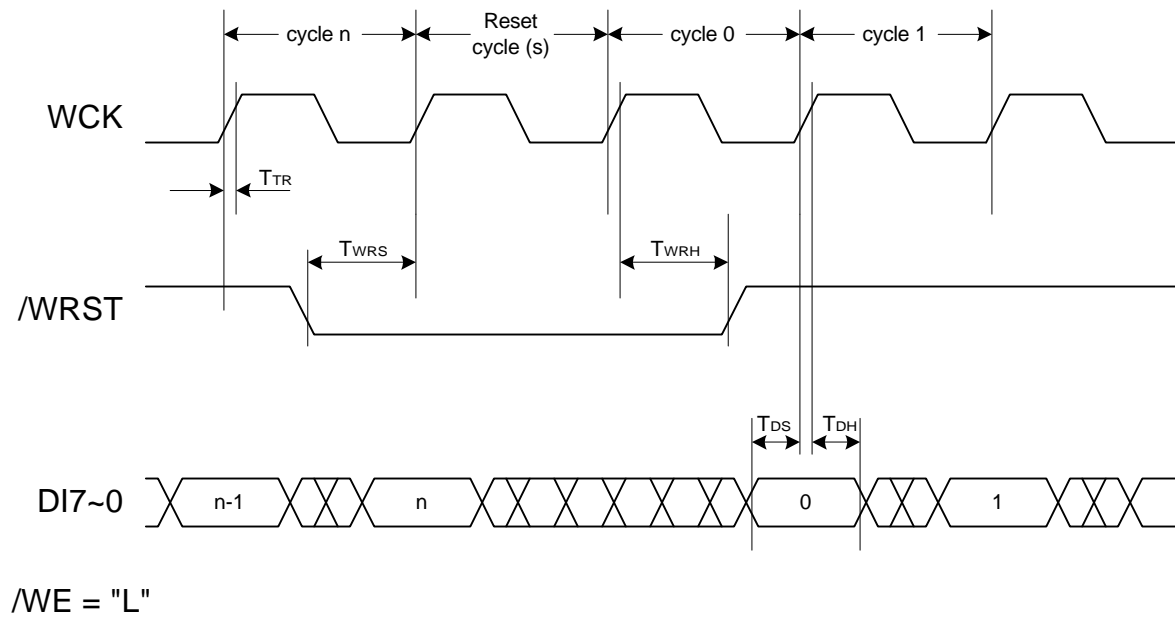 cycle n
Reset
cycle (s)
cycle 0
cycle 1
WCK
TTR
TWRS
TWRH
/WRST
TDS
TDH
DI7~0
n-1
n
0
1
/WE = "L"